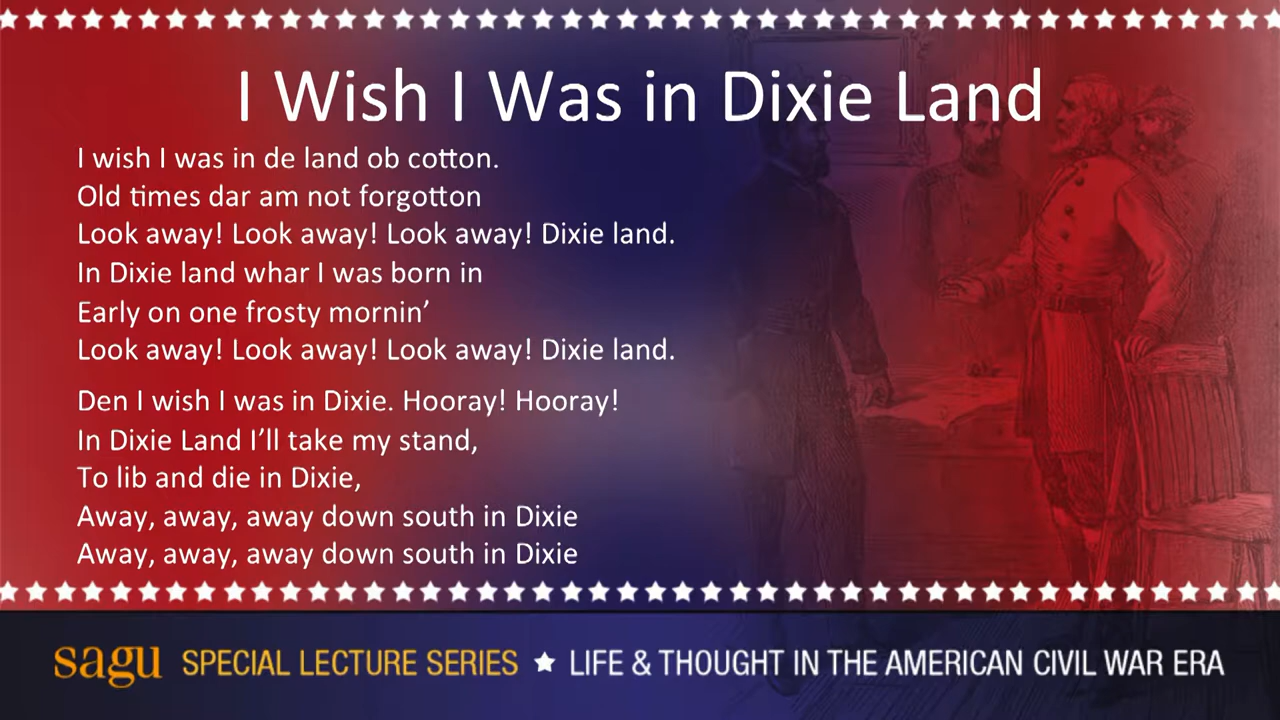 I Wish I Was in Dixie Land
I wish I was in de land ob cotton.
Old times dar am not forgotton
Look away! Look away! Look away! Dixie land.
In Dixie land whar I was born in
Early on one frosty mornin’
Look away! Look away! Look away! Dixie land.
Den I wish I was in Dixie. Hooray! Hooray!
In Dixie Land I’ll take my stand,
To lib and die in Dixie,
Away, away, away down south in Dixie
Away, away, away down south in Dixie
sagu SPECIAL LECTURE SERIES ★ LIFE & THOUGHT IN THE AMERICAN CIVIL WAR ERA